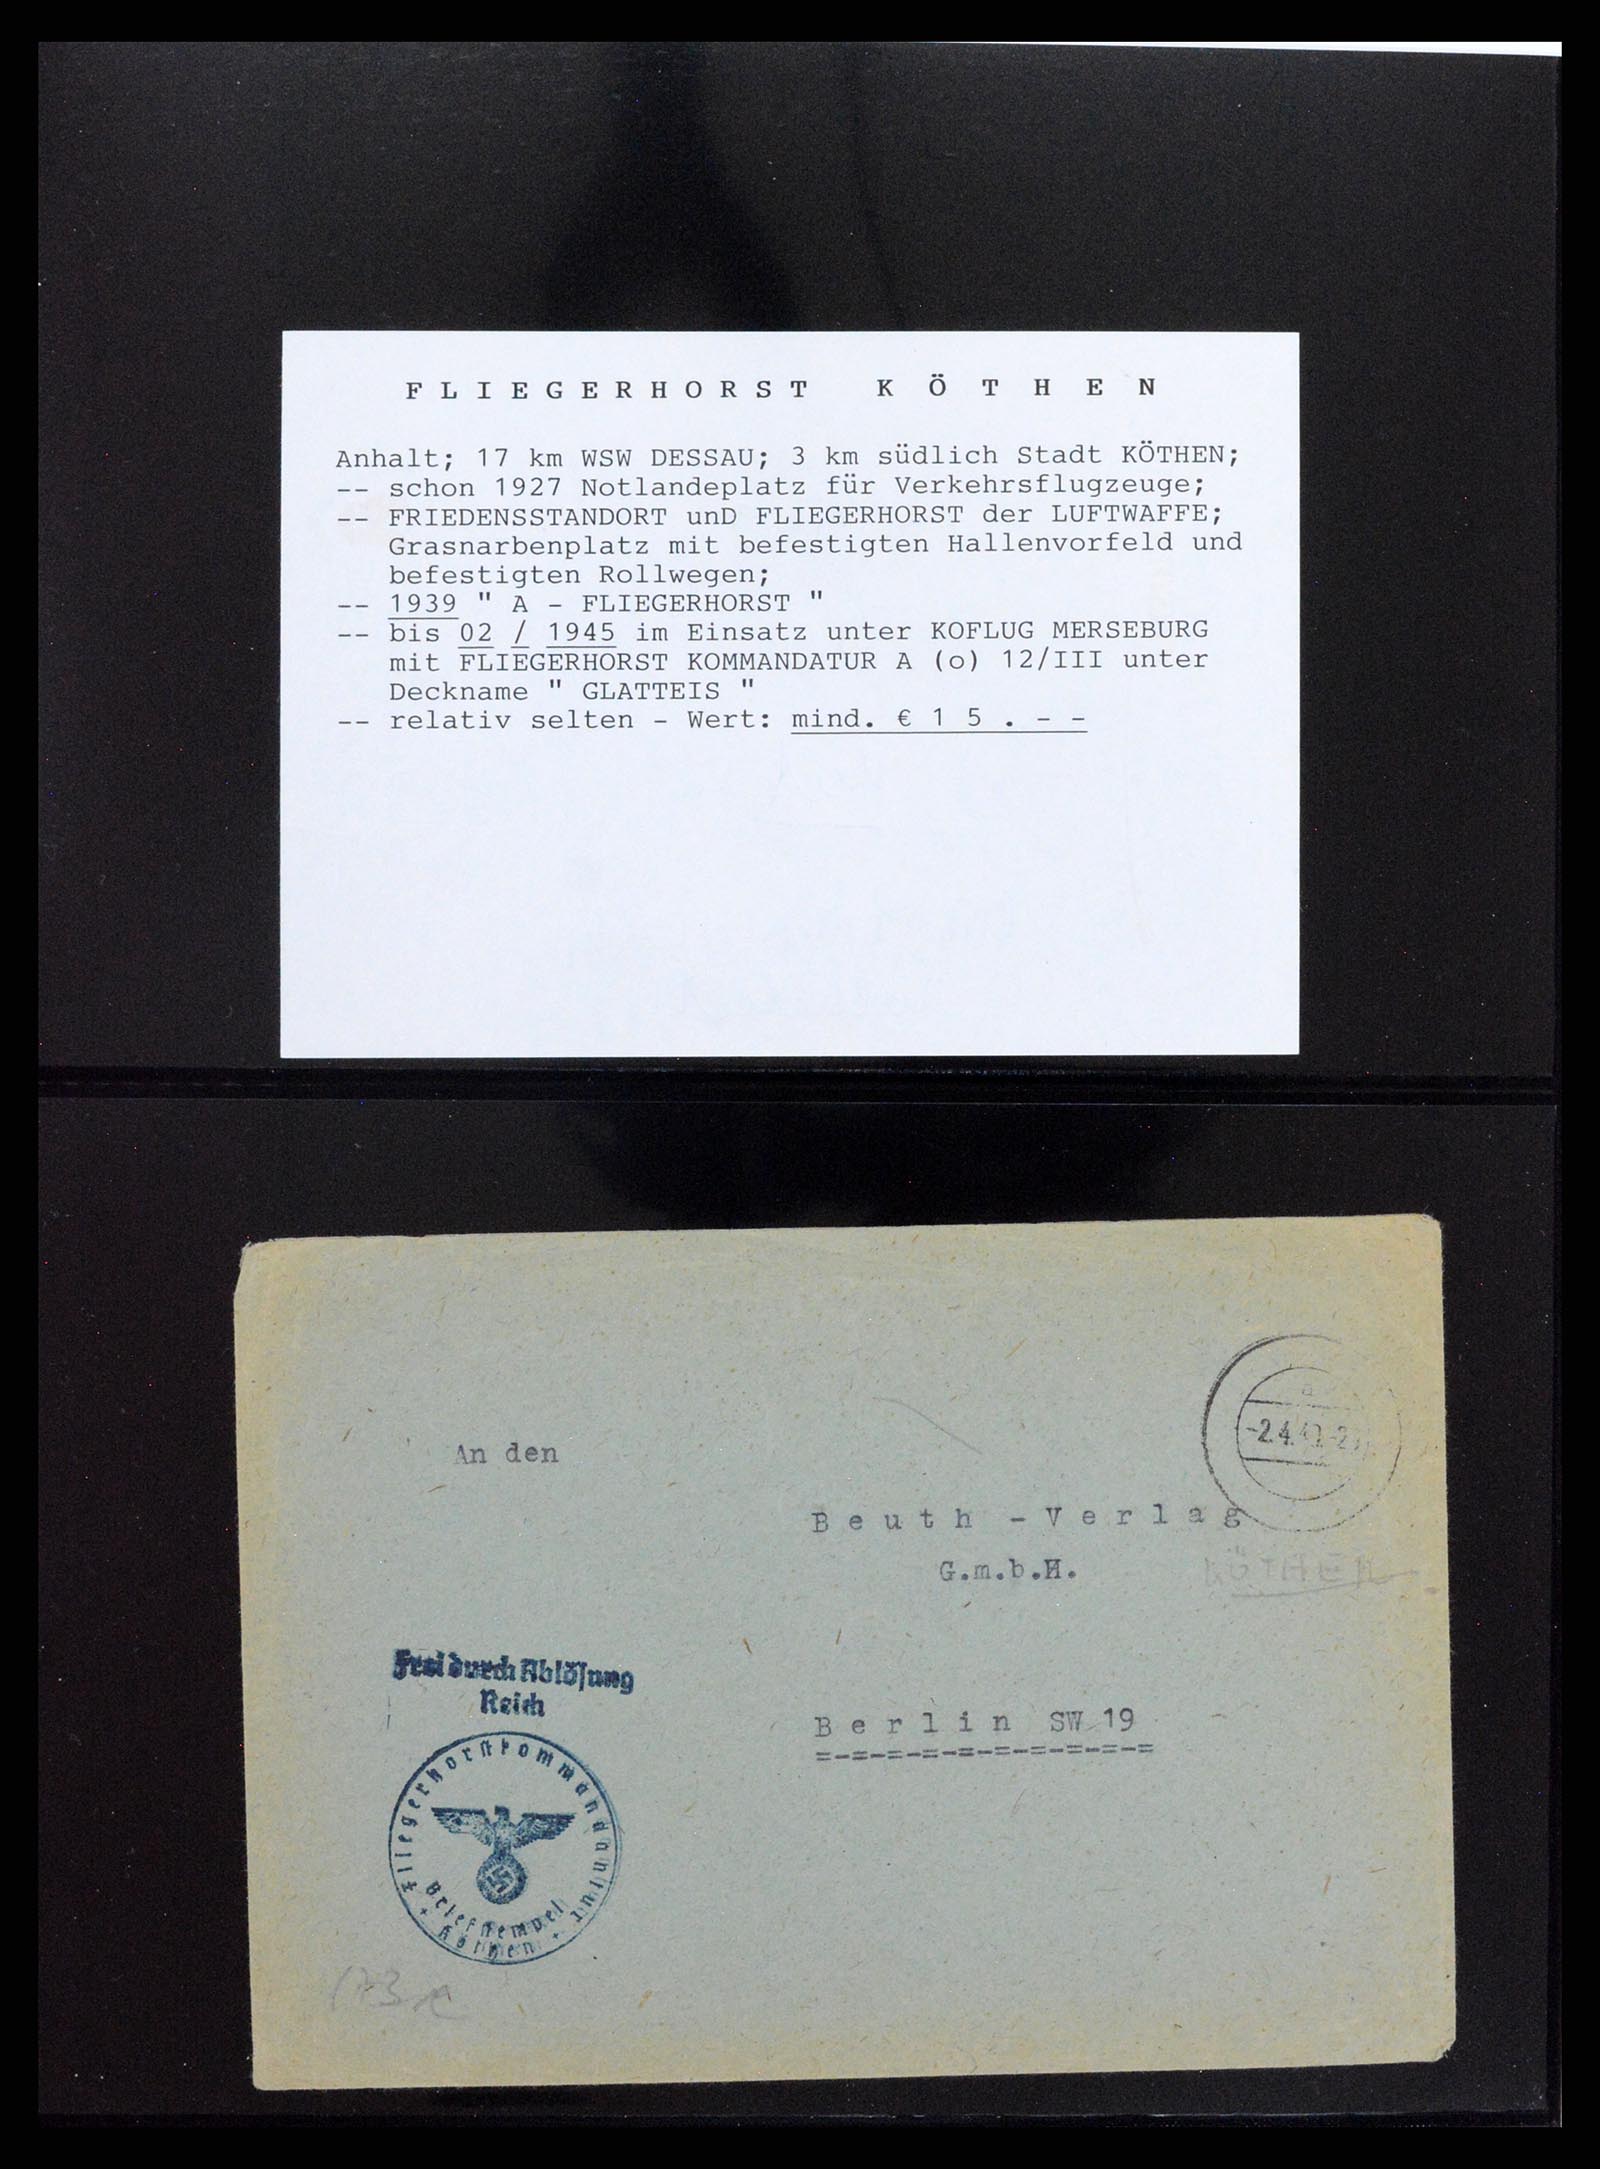 FLIEGERHORST KÖTHEN
Anhalt; 17 km WSW DESSAU; 3 km südlich Stadt KÖTHEN;
-- schon 1927 Notlandeplatz für Verkehrsflugzeuge;
-- FRIEDENSSTANDORT unD FLIEGERHORST der LUFTWAFFE;
Grasnarbenplatz mit befestigten Hallenvorfeld und
befestigten Rollwegen;
-- 1939 " A - FLIEGERHORST "
-- bis 02 / 1945 im Einsatz unter KOFLUG MERSEBURG
mit FLIEGERHORST KOMMANDATUR A (o) 12/III unter
Deckname " GLATTEIS "
-- relativ selten - Wert: mind. € 1 5 . - -
a
-2.4.
An den
Beuth-Verlag
G.m.b.H.
KÖTHEN
Frei durch Ablösung
Reich
Berlin SW 19
=-=-=-=-=-=-=-=-=-=
Fliegerhorstkommandantur
Briefstempel
+ Köthen +